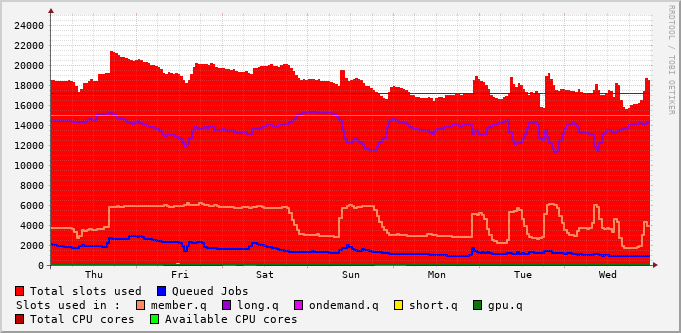 RRDTOOL / TOBI OETIKER
24000
22000
20000
18000
16000
14000
12000
10000
8000
6000
4000
2000
0
Thu Fri Sat Sun Mon Tue Wed
Total slots used Queued Jobs
Slots used in : member.q long.q ondemand.q short.q gpu.q
Total CPU cores Available CPU cores